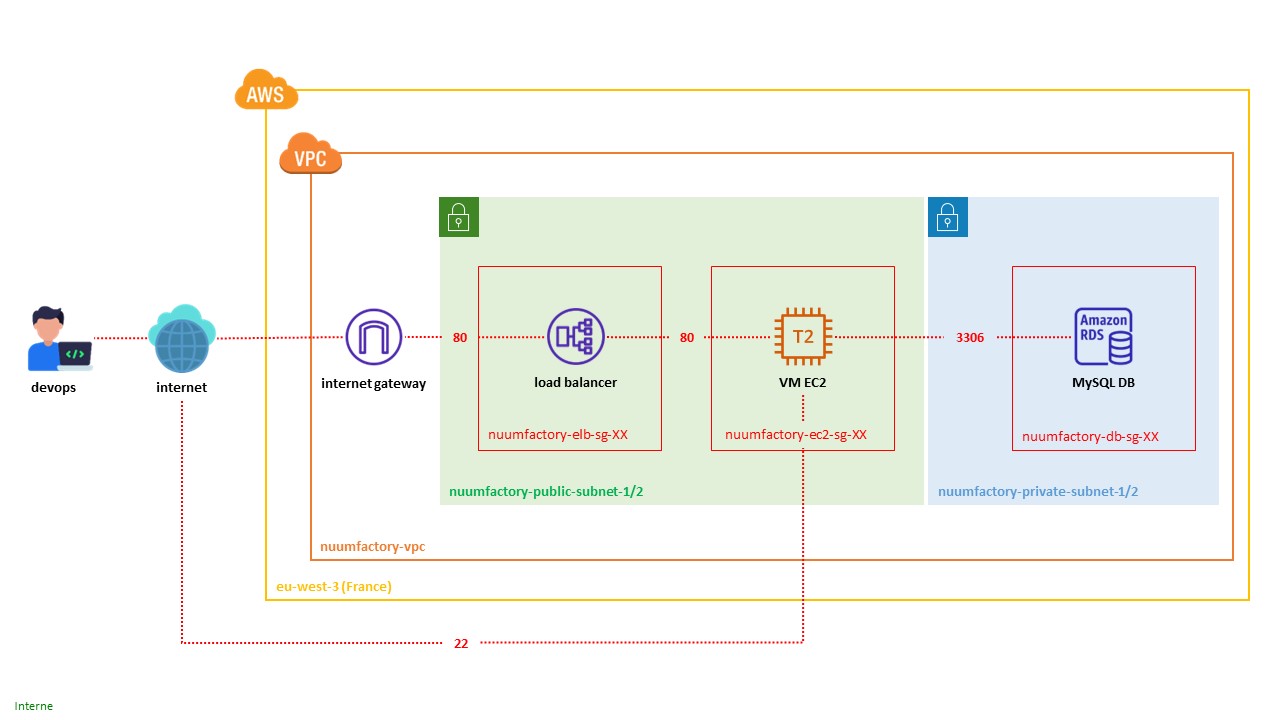 AWS
VPC
T2
Amazon
RDS
80
80
3306
devops
internet
internet gateway
load balancer
VM EC2
MySQL DB
nuumfactory-elb-sg-XX
nuumfactory-ec2-sg-XX
nuumfactory-db-sg-XX
nuumfactory-public-subnet-1/2
nuumfactory-private-subnet-1/2
nuumfactory-vpc
eu-west-3 (France)
22
Interne